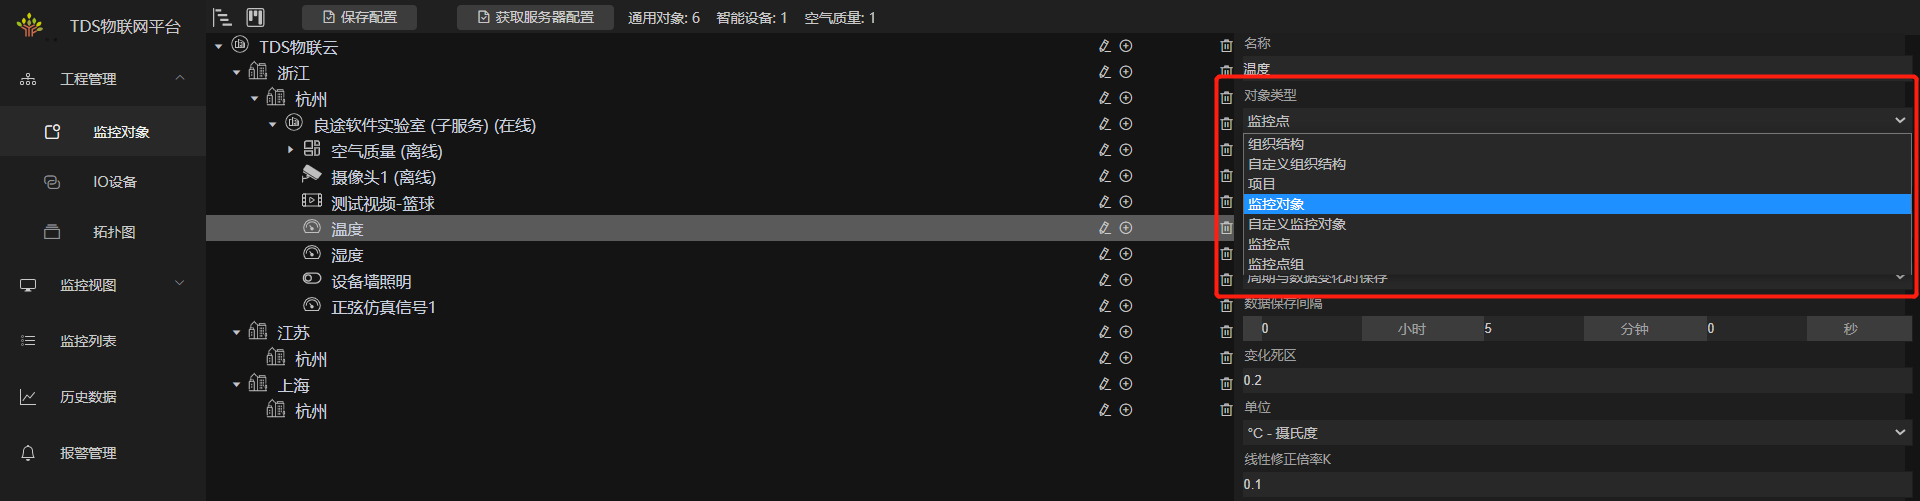 TDS物联网平台
工程管理
监控对象
IO设备
拓扑图
监控视图
监控列表
历史数据
报警管理
保存配置
获取服务器配置
通用对象: 6
智能设备: 1
空气质量: 1
TDS物联云
浙江
杭州
良途软件实验室 (子服务) (在线)
空气质量 (离线)
摄像头1 (离线)
测试视频-篮球
温度
湿度
设备墙照明
正弦仿真信号1
江苏
杭州
上海
杭州
名称
温度
对象类型
监控点
组织结构
自定义组织结构
项目
监控对象
自定义监控对象
监控点
监控点组
周期与数据变化时保存
数据保存间隔
0 小时 5 分钟 0 秒
变化死区
0.2
单位
°C - 摄氏度
线性修正倍率K
0.1